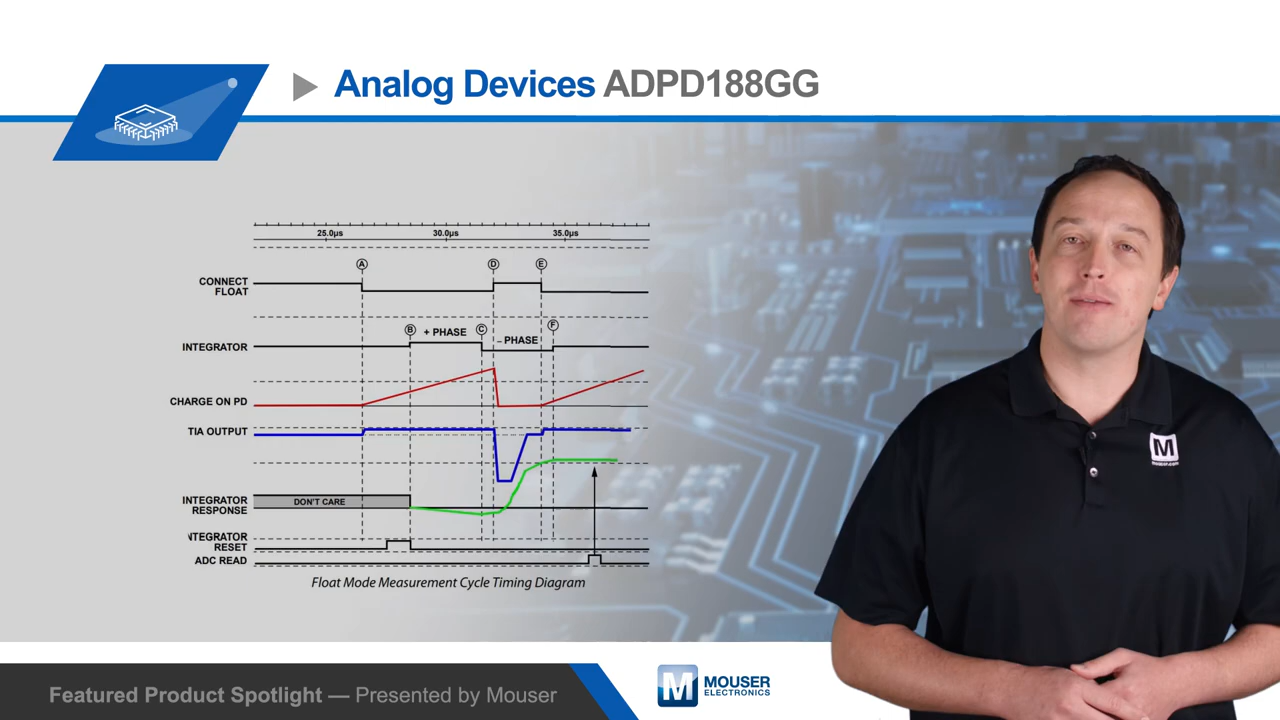 Analog Devices ADPD188GG
25.0µs 30.0µs 35.0µs
A D E
CONNECT
FLOAT
B + PHASE C F
– PHASE
INTEGRATOR
CHARGE ON PD
TIA OUTPUT
INTEGRATOR
RESPONSE
DON'T CARE
NTEGRATOR
RESET
ADC READ
Float Mode Measurement Cycle Timing Diagram
M
Featured Product Spotlight — Presented by Mouser
M MOUSER
ELECTRONICS